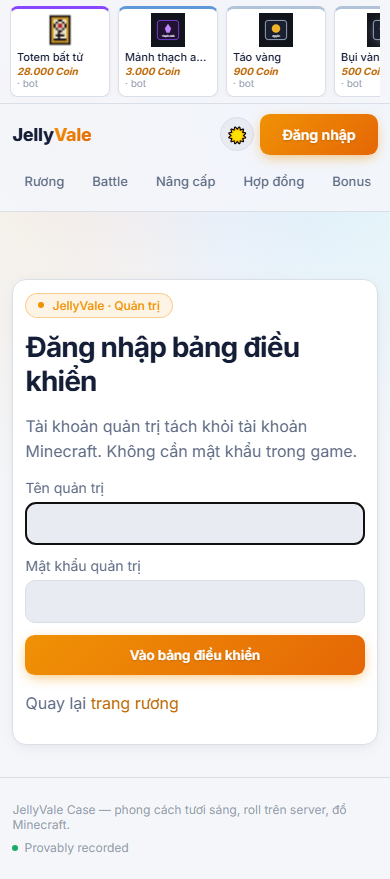 Totem bất tử
28.000 Coin
· bot
Mảnh thạch a...
3.000 Coin
· bot
Táo vàng
900 Coin
· bot
Bụi vàn
500 Coi
· bot
JellyVale
Đăng nhập
Rương
Battle
Nâng cấp
Hợp đồng
Bonus
JellyVale · Quản trị
Đăng nhập bảng điều
khiển
Tài khoản quản trị tách khỏi tài khoản
Minecraft. Không cần mật khẩu trong game.
Tên quản trị
Mật khẩu quản trị
Vào bảng điều khiển
Quay lại trang rương
JellyVale Case — phong cách tươi sáng, roll trên server, đồ
Minecraft.
Provably recorded